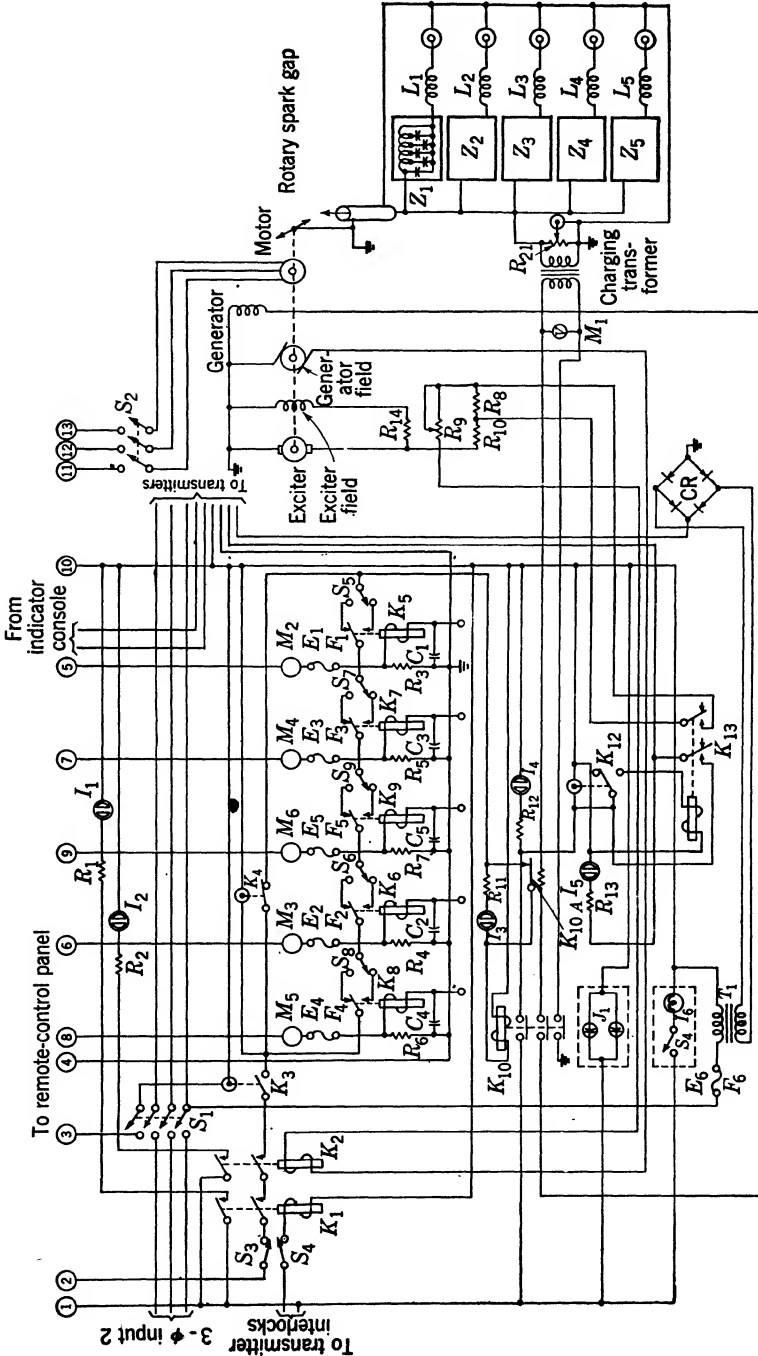 To remote-control panel
From
indicator
console
1
2
3
4
8
6
9
7
5
10
11
12
13
3-φ input 2
To transmitter
interlocks
To transmitters
S1
S2
S3
S4
K1
K2
K3
K4
R1
I1
R2
I2
M5
E4
F4
S8
K8
R6
C4
M3
E2
F2
S6
K6
R4
C2
M6
E5
F5
S9
K9
R7
C5
M4
E3
F3
S7
K7
R5
C3
M2
E1
F1
S5
K5
R3
C1
Motor
Rotary spark gap
Generator
Gener-
ator
field
Exciter
Exciter
field
R14
R9
R8
R10
M1
V
R21
Charging
trans-
former
Z1
Z2
Z3
Z4
Z5
L1
L2
L3
L4
L5
CR
K10
I3
R11
R12
I4
K10 A
I5
R13
K12
K13
J1
S4
I6
T1
E6
F6